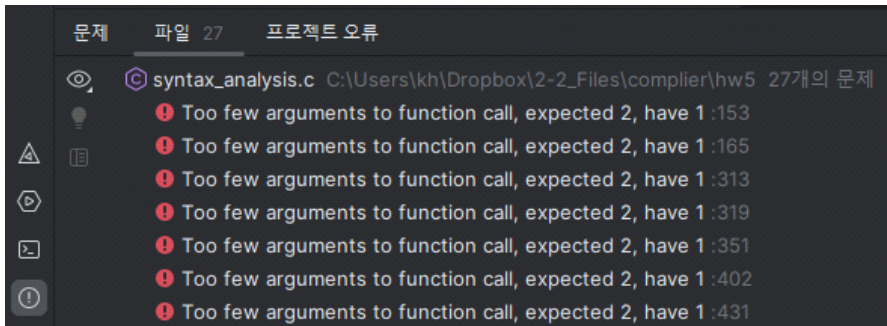 문제 파일 27 프로젝트 오류
syntax_analysis.c C:\Users\kh\Dropbox\2-2_Files\complier\hw5 27개의 문제
Too few arguments to function call, expected 2, have 1 :153
Too few arguments to function call, expected 2, have 1 :165
Too few arguments to function call, expected 2, have 1 :313
Too few arguments to function call, expected 2, have 1 :319
Too few arguments to function call, expected 2, have 1 :351
Too few arguments to function call, expected 2, have 1 :402
Too few arguments to function call, expected 2, have 1 :431